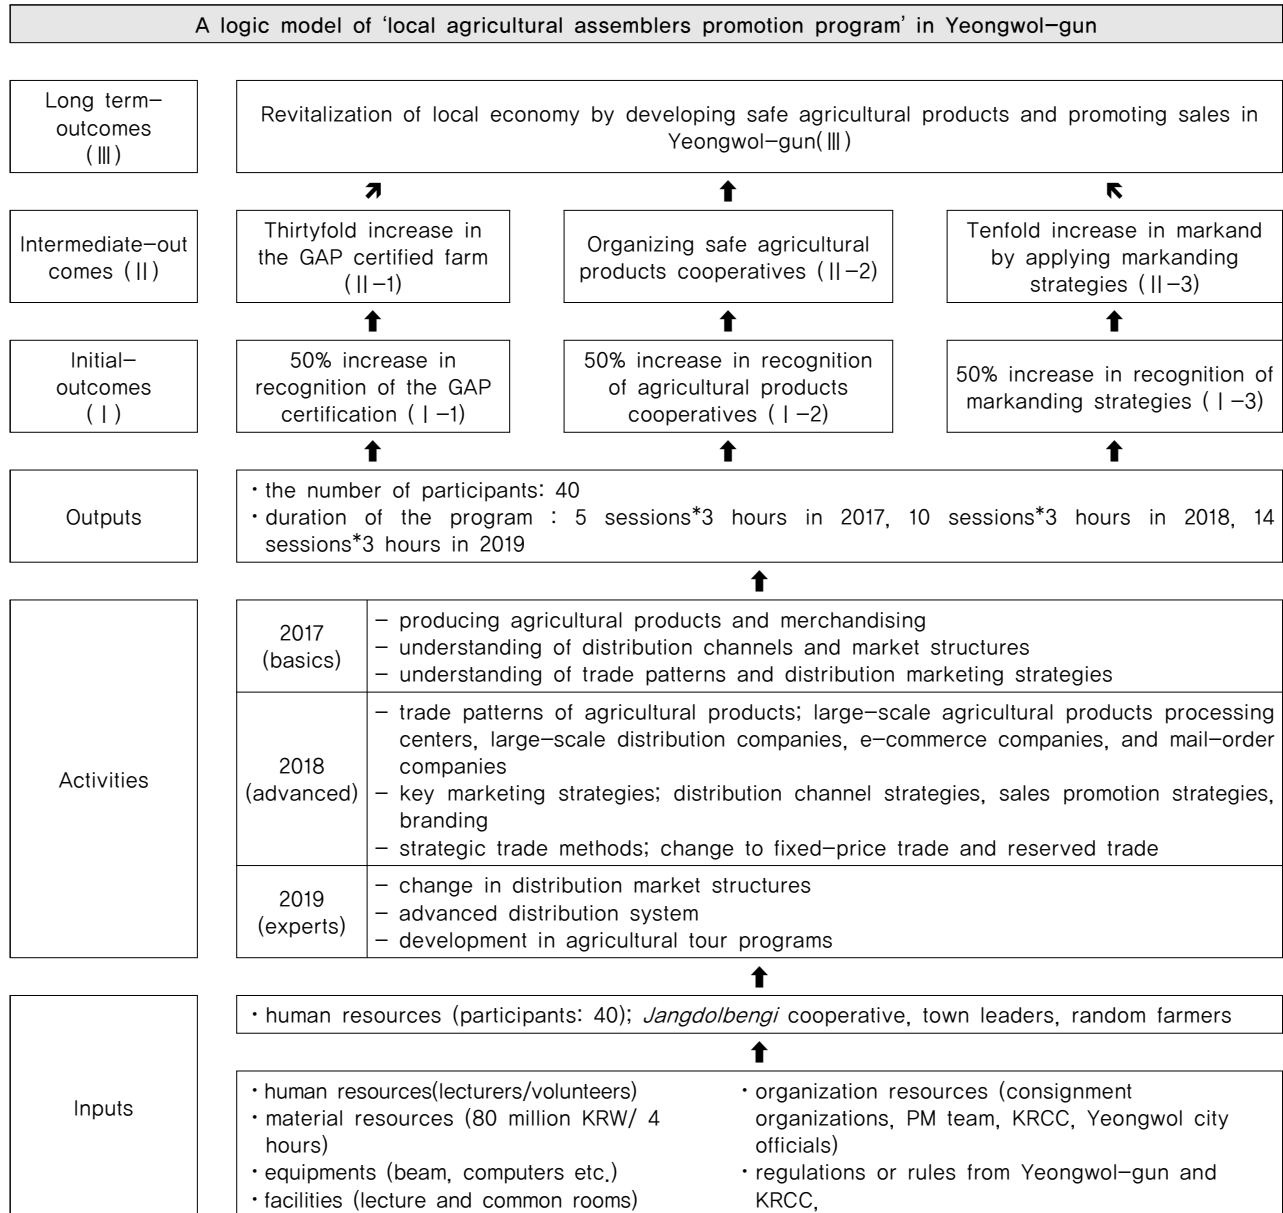 A logic model of ‘local agricultural assemblers promotion program’ in Yeongwol-gun
Long term-
outcomes
(Ⅲ)
Revitalization of local economy by developing safe agricultural products and promoting sales in
Yeongwol-gun(Ⅲ)
Intermediate-out
comes (Ⅱ)
Thirtyfold increase in
the GAP certified farm
(Ⅱ-1)
Organizing safe agricultural
products cooperatives (Ⅱ-2)
Tenfold increase in markand
by applying markanding
strategies (Ⅱ-3)
Initial-
outcomes
(Ⅰ)
50% increase in
recognition of the GAP
certification (Ⅰ-1)
50% increase in recognition
of agricultural products
cooperatives (Ⅰ-2)
50% increase in recognition of
markanding strategies (Ⅰ-3)
Outputs
・the number of participants: 40
・duration of the program : 5 sessions*3 hours in 2017, 10 sessions*3 hours in 2018, 14
sessions*3 hours in 2019
Activities
2017
(basics)
- producing agricultural products and merchandising
- understanding of distribution channels and market structures
- understanding of trade patterns and distribution marketing strategies
2018
(advanced)
- trade patterns of agricultural products; large-scale agricultural products processing
centers, large-scale distribution companies, e-commerce companies, and mail-order
companies
- key marketing strategies; distribution channel strategies, sales promotion strategies,
branding
- strategic trade methods; change to fixed-price trade and reserved trade
2019
(experts)
- change in distribution market structures
- advanced distribution system
- development in agricultural tour programs
Inputs
・human resources (participants: 40); Jangdolbengi cooperative, town leaders, random farmers
・human resources(lecturers/volunteers)
・material resources (80 million KRW/ 4
hours)
・equipments (beam, computers etc.)
・facilities (lecture and common rooms)
・organization resources (consignment
organizations, PM team, KRCC, Yeongwol city
officials)
・regulations or rules from Yeongwol-gun and
KRCC,